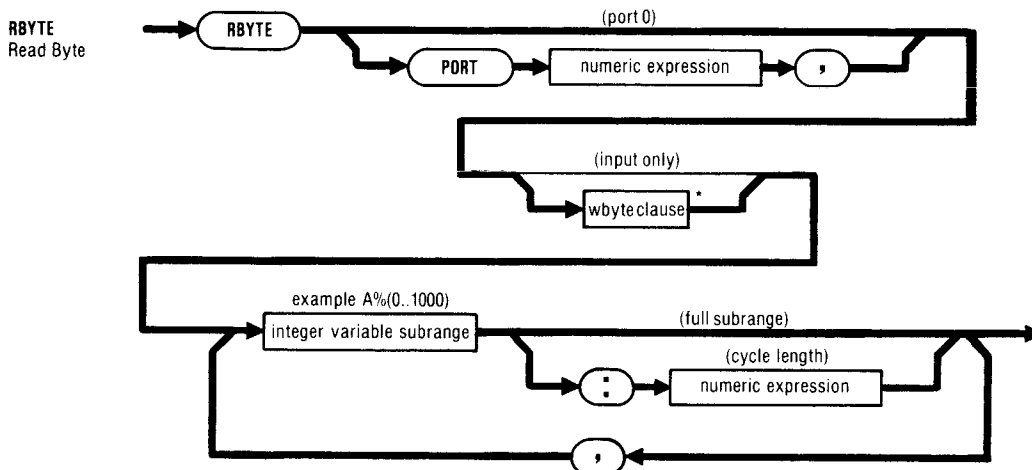 RBYTE
Read Byte
RBYTE
(port 0)
PORT
numeric expression
,
(input only)
wbyte clause *
example A%(0..1000)
integer variable subrange
(full subrange)
(cycle length)
:
numeric expression
,